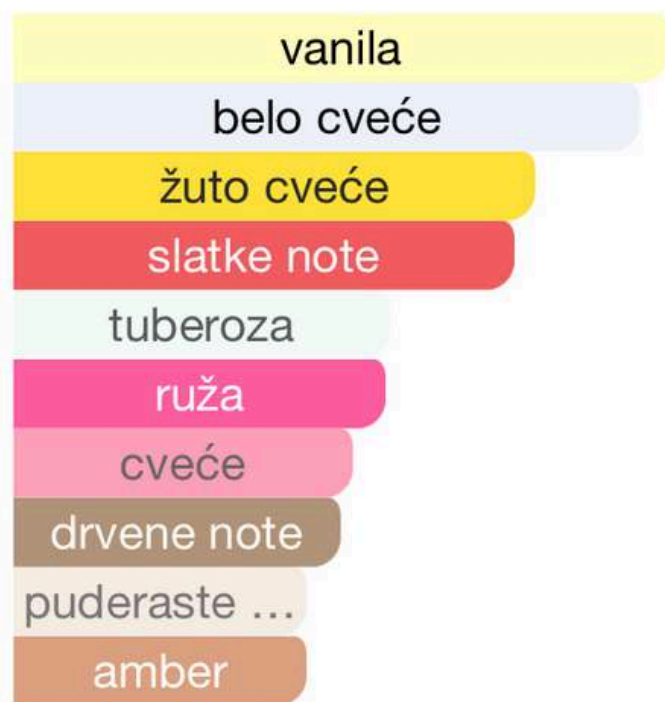 vanila
belo cveće
žuto cveće
slatke note
tuberoza
ruža
cveće
drvene note
puderaste ...
amber